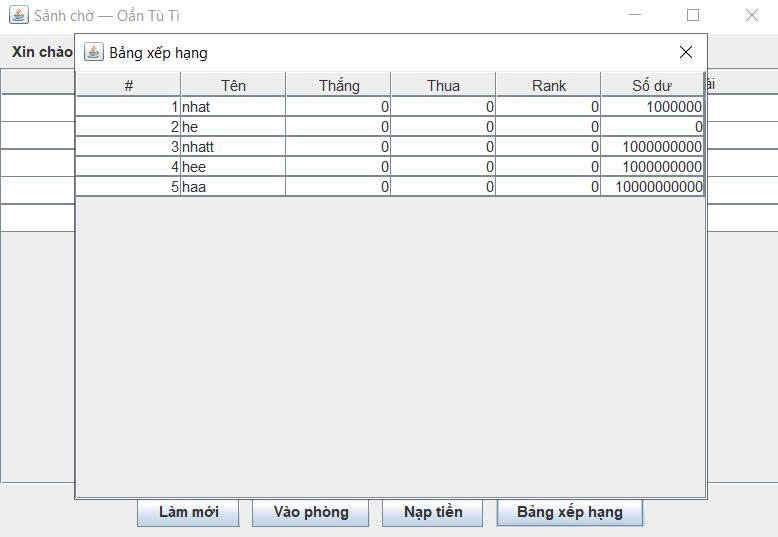 Sảnh chờ — Oẳn Tù Tì
Xin chào
Bảng xếp hạng
# Tên Thắng Thua Rank Số dư
1 nhat 0 0 0 1000000
2 he 0 0 0 0
3 nhatt 0 0 0 1000000000
4 hee 0 0 0 1000000000
5 haa 0 0 0 10000000000
Làm mới Vào phòng Nạp tiền Bảng xếp hạng